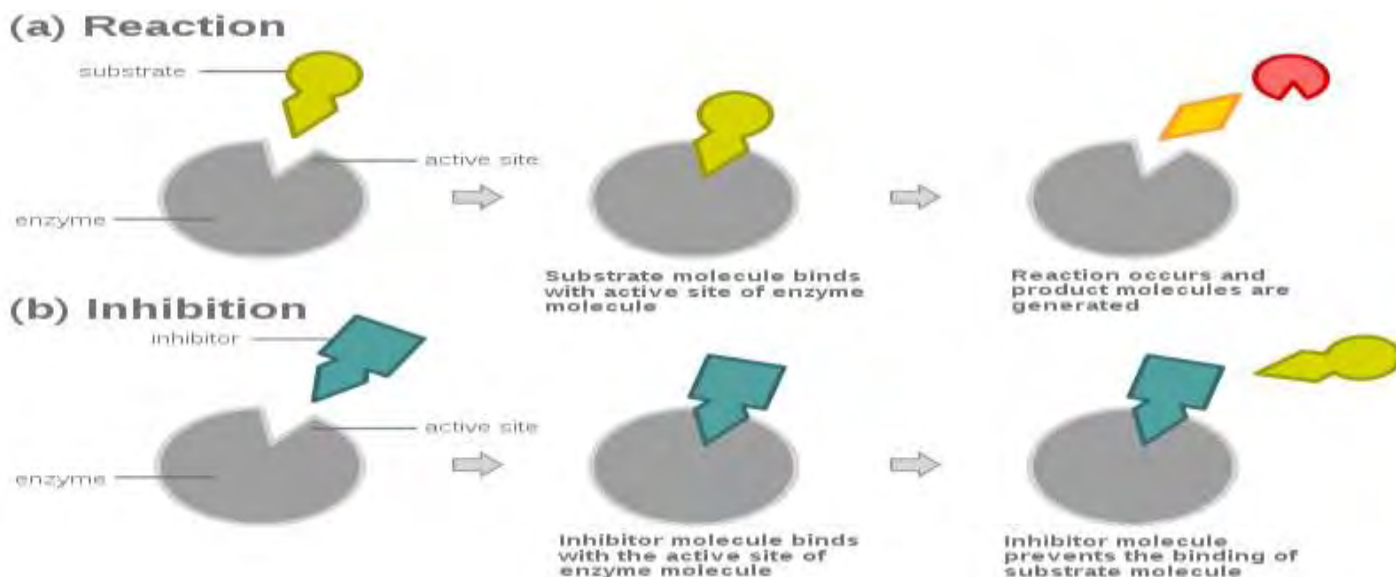 (a) Reaction
substrate
active site
enzyme
Substrate molecule binds
with active site of enzyme
molecule
Reaction occurs and
product molecules are
generated
(b) Inhibition
inhibitor
active site
enzyme
Inhibitor molecule binds
with the active site of
enzyme molecule
Inhibitor molecule
prevents the binding of
substrate molecule